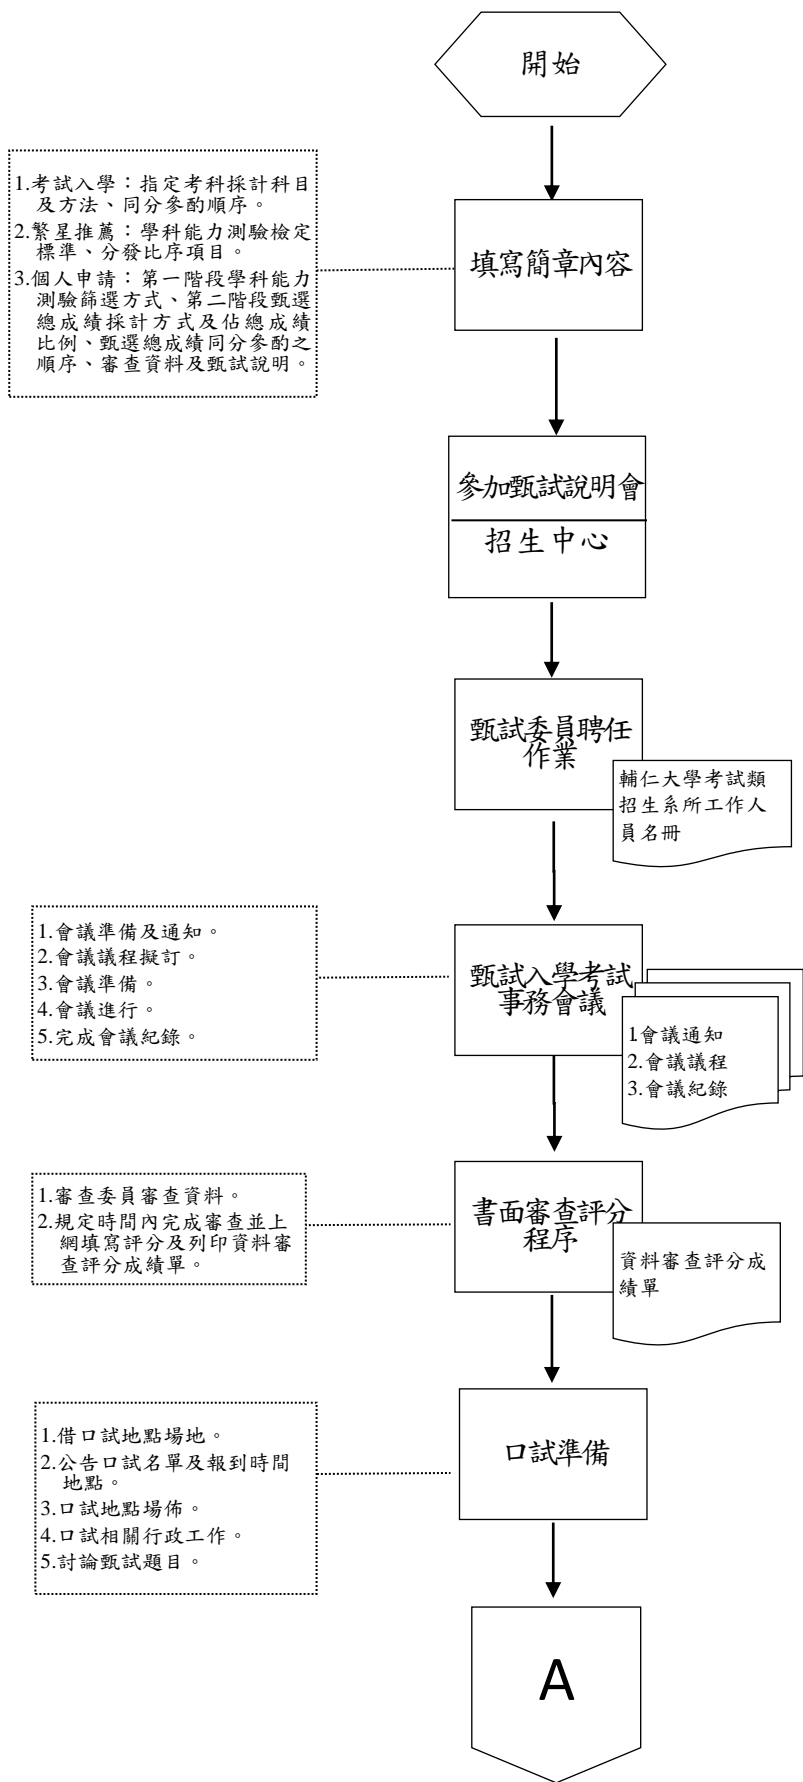 開始
1.考試入學：指定考科採計科目
及方法、同分參酌順序。
2.繁星推薦：學科能力測驗檢定
標準、分發比序項目。
3.個人申請：第一階段學科能力
測驗篩選方式、第二階段甄選
總成績採計方式及佔總成績
比例、甄選總成績同分參酌之
順序、審查資料及甄試說明。
填寫簡章內容
參加甄試說明會
招生中心
甄試委員聘任
作業
輔仁大學考試類
招生系所工作人
員名冊
1.會議準備及通知。
2.會議議程擬訂。
3.會議準備。
4.會議進行。
5.完成會議紀錄。
甄試入學考試
事務會議
1.會議通知
2.會議議程
3.會議紀錄
1.審查委員審查資料。
2.規定時間內完成審查並上
網填寫評分及列印資料審
查評分成績單。
書面審查評分
程序
資料審查評分成
績單
1.借口試地點場地。
2.公告口試名單及報到時間
地點。
3.口試地點場佈。
4.口試相關行政工作。
5.討論甄試題目。
口試準備
A